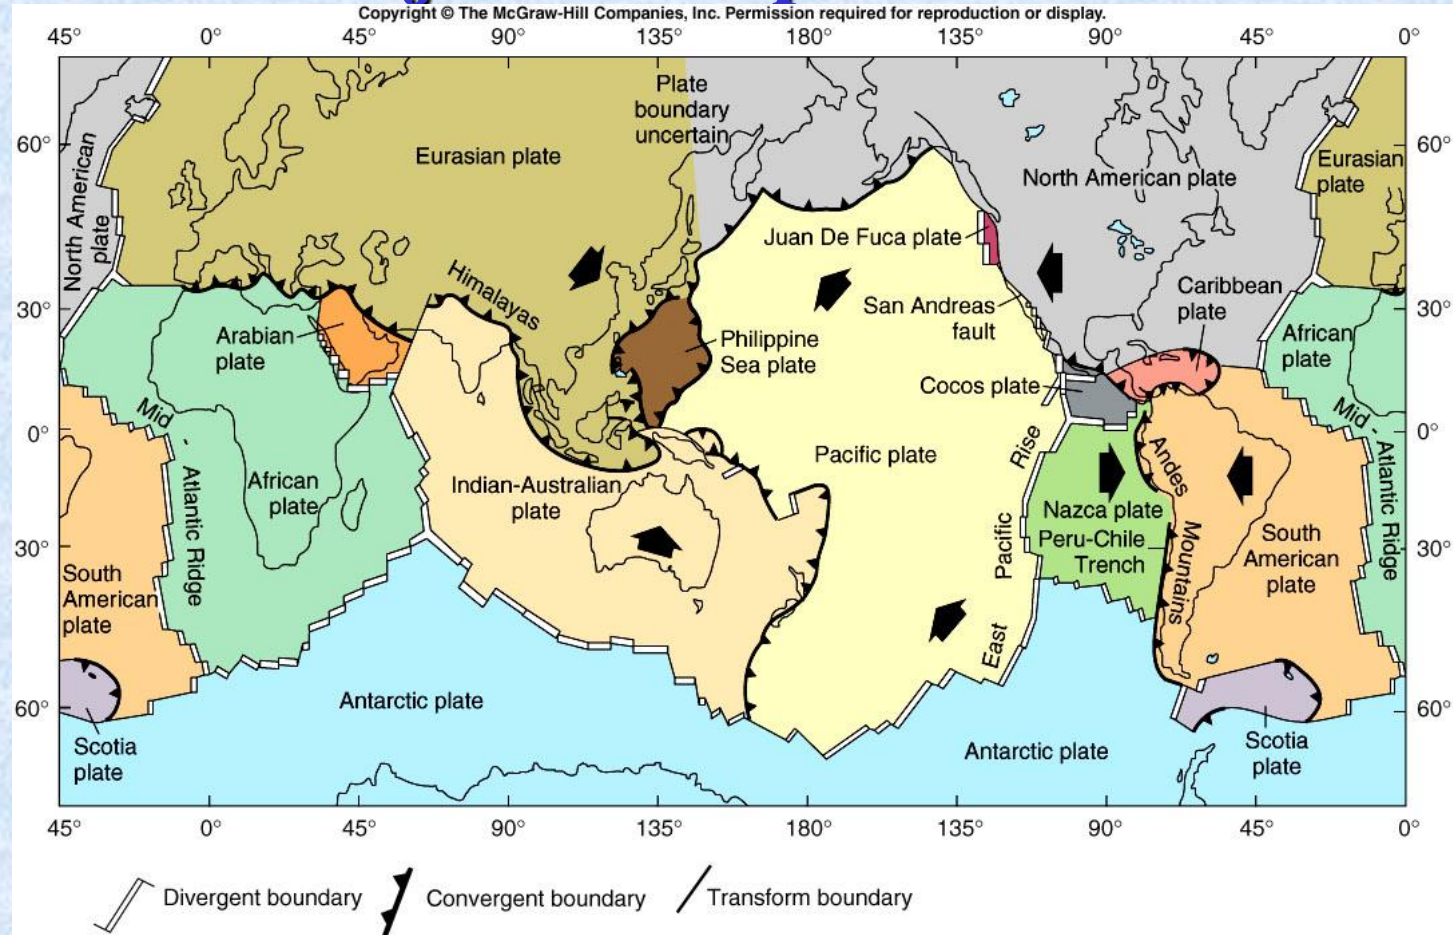 Copyright © The McGraw-Hill Companies, Inc. Permission required for reproduction or display.
45° 0° 45° 90° 135° 180° 135° 90° 45° 0°
Plate
boundary
uncertain
60° 60°
Eurasian plate
North American plate
Eurasian
plate
North American
plate
Juan De Fuca plate
Himalayas
San Andreas
fault
Caribbean
plate
30° 30°
Arabian
plate
Philippine
Sea plate
African
plate
Cocos plate
Mid - Atlantic Ridge
0° 0°
Mid - Atlantic Ridge
African
plate
Indian-Australian
plate
Pacific plate
East Pacific Rise
Nazca plate
Andes Mountains
Peru-Chile
Trench
30° 30°
South
American
plate
South
American
plate
60° 60°
Antarctic plate
Antarctic plate
Scotia
plate
Scotia
plate
45° 0° 45° 90° 135° 180° 135° 90° 45° 0°
Divergent boundary Convergent boundary Transform boundary